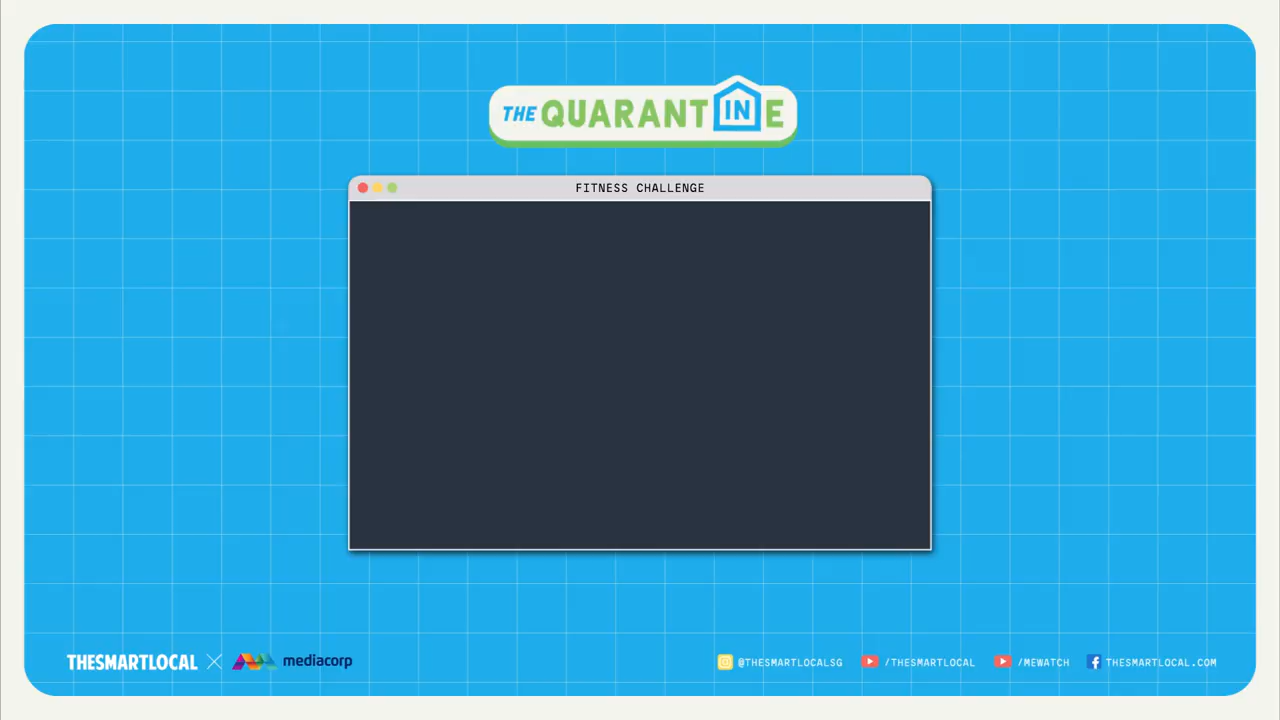 THE QUARANTINE
FITNESS CHALLENGE
THESMARTLOCAL
mediacorp
@THESMARTLOCALSG
/THESMARTLOCAL
/MEWATCH
THESMARTLOCAL.COM